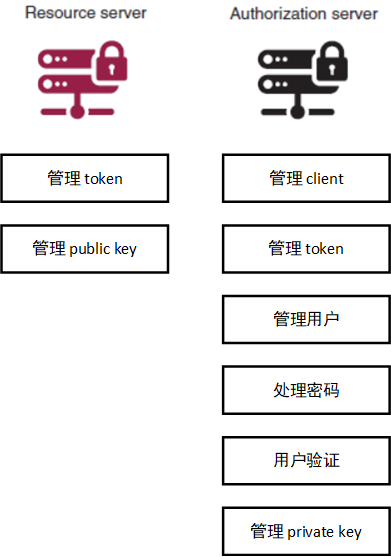 Resource server
Authorization server
管理 token
管理 client
管理 public key
管理 token
管理用户
处理密码
用户验证
管理 private key